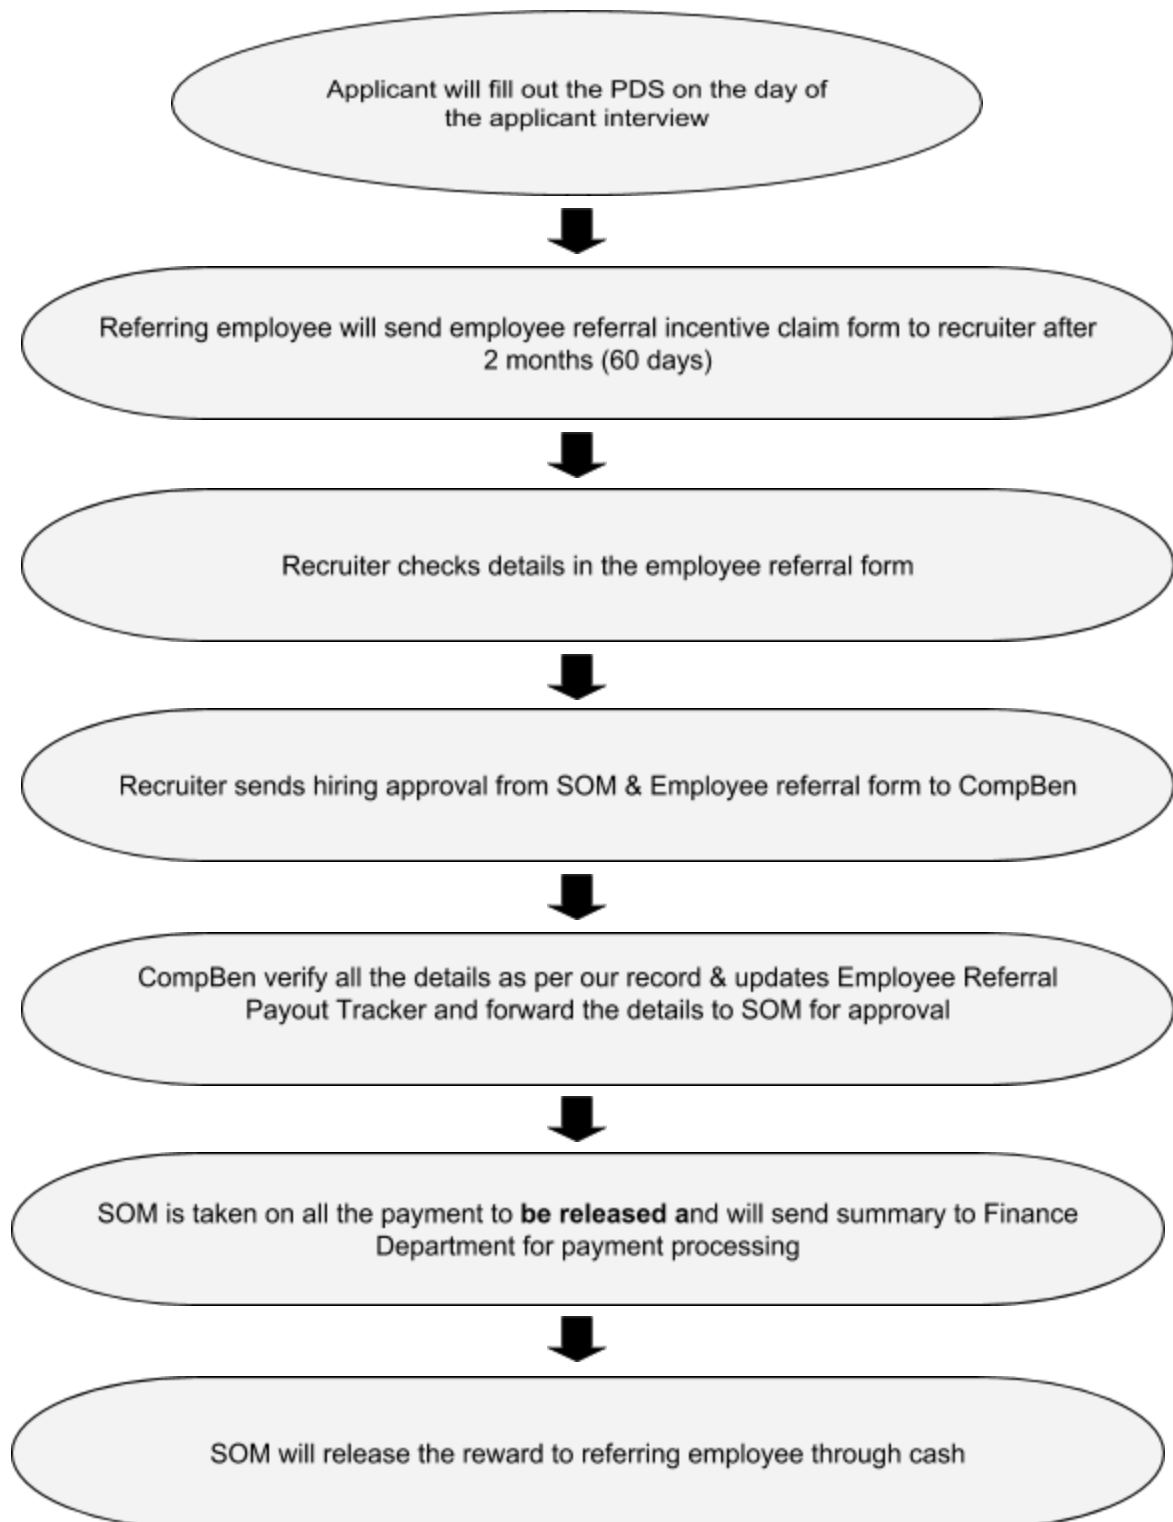 Applicant will fill out the PDS on the day of
the applicant interview
Referring employee will send employee referral incentive claim form to recruiter after
2 months (60 days)
Recruiter checks details in the employee referral form
Recruiter sends hiring approval from SOM & Employee referral form to CompBen
CompBen verify all the details as per our record & updates Employee Referral
Payout Tracker and forward the details to SOM for approval
SOM is taken on all the payment to be released and will send summary to Finance
Department for payment processing
SOM will release the reward to referring employee through cash